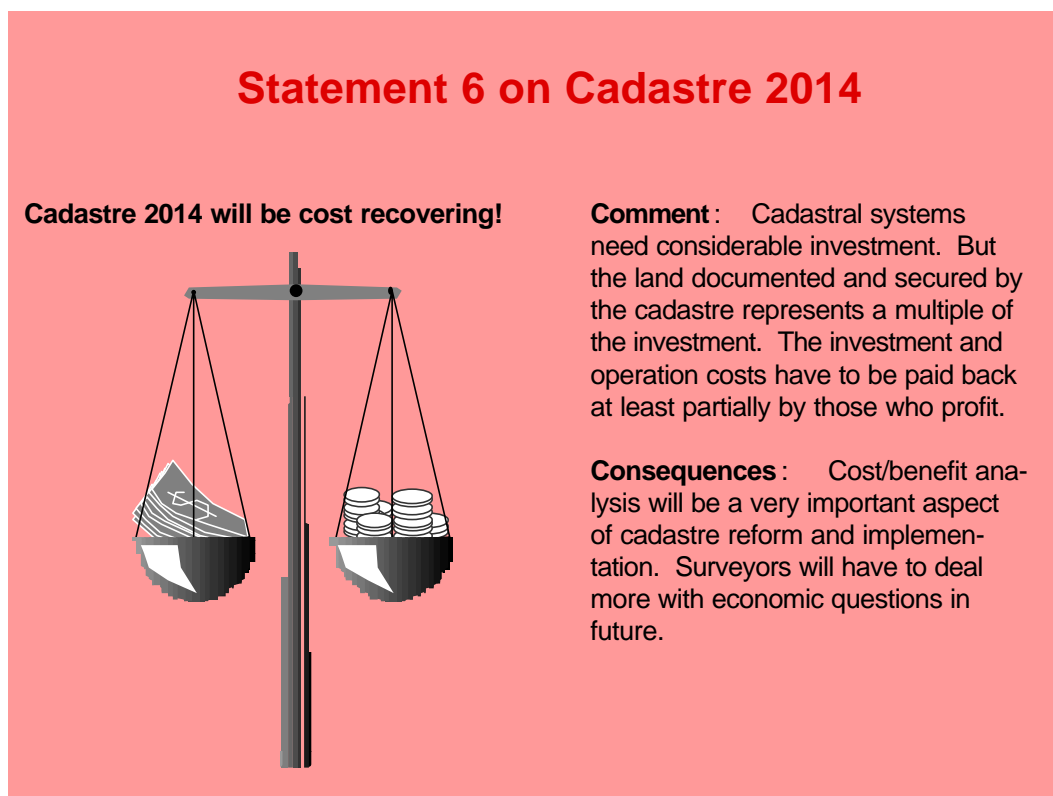 Statement 6 on Cadastre 2014
Cadastre 2014 will be cost recovering!
Comment : Cadastral systems
need considerable investment. But
the land documented and secured by
the cadastre represents a multiple of
the investment. The investment and
operation costs have to be paid back
at least partially by those who profit.
Consequences : Cost/benefit ana-
lysis will be a very important aspect
of cadastre reform and implemen-
tation. Surveyors will have to deal
more with economic questions in
future.